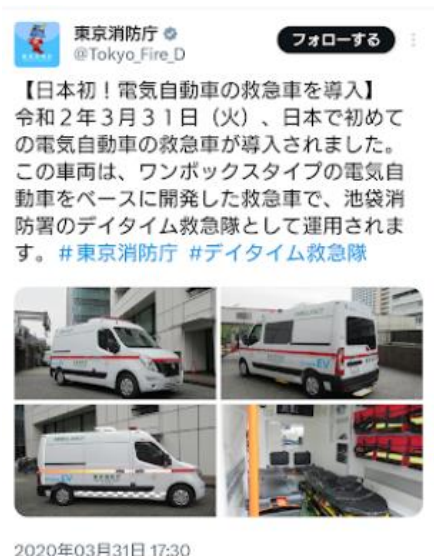 東京消防庁
@Tokyo_Fire_D
フォローする
【日本初！電気自動車の救急車を導入】
令和２年３月３１日（火）、日本で初めて
の電気自動車の救急車が導入されました。
この車両は、ワンボックスタイプの電気自
動車をベースに開発した救急車で、池袋消
防署のデイタイム救急隊として運用されま
す。#東京消防庁 #デイタイム救急隊
EV
EV
2020年03月31日 17:30